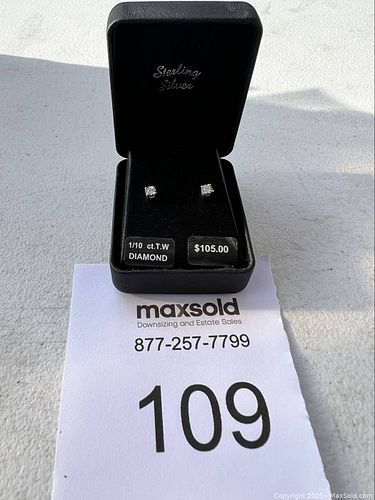 Sterling
Silver
1/10 ct.T.W
DIAMOND
$105.00
maxsold
Downsizing and Estate Sales
877-257-7799
109
Copyright 2025 - MaxSold.com